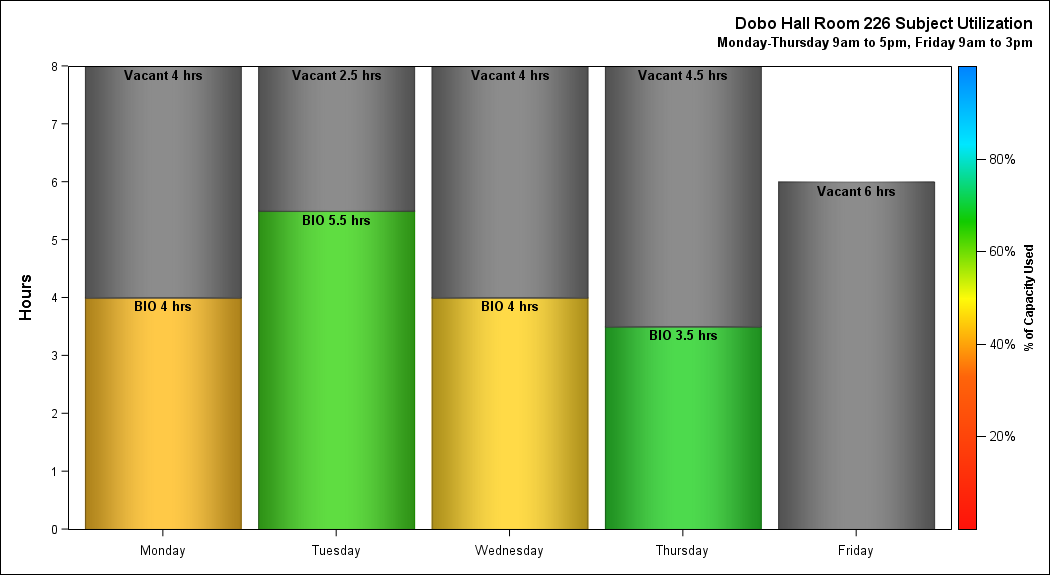 Dobo Hall Room 226 Subject Utilization
Monday-Thursday 9am to 5pm, Friday 9am to 3pm
8
7
6
5
4
3
2
1
0
Hours
Vacant 4 hrs
Vacant 2.5 hrs
Vacant 4 hrs
Vacant 4.5 hrs
Vacant 6 hrs
BIO 4 hrs
BIO 5.5 hrs
BIO 4 hrs
BIO 3.5 hrs
Monday
Tuesday
Wednesday
Thursday
Friday
80%
60%
40%
20%
% of Capacity Used